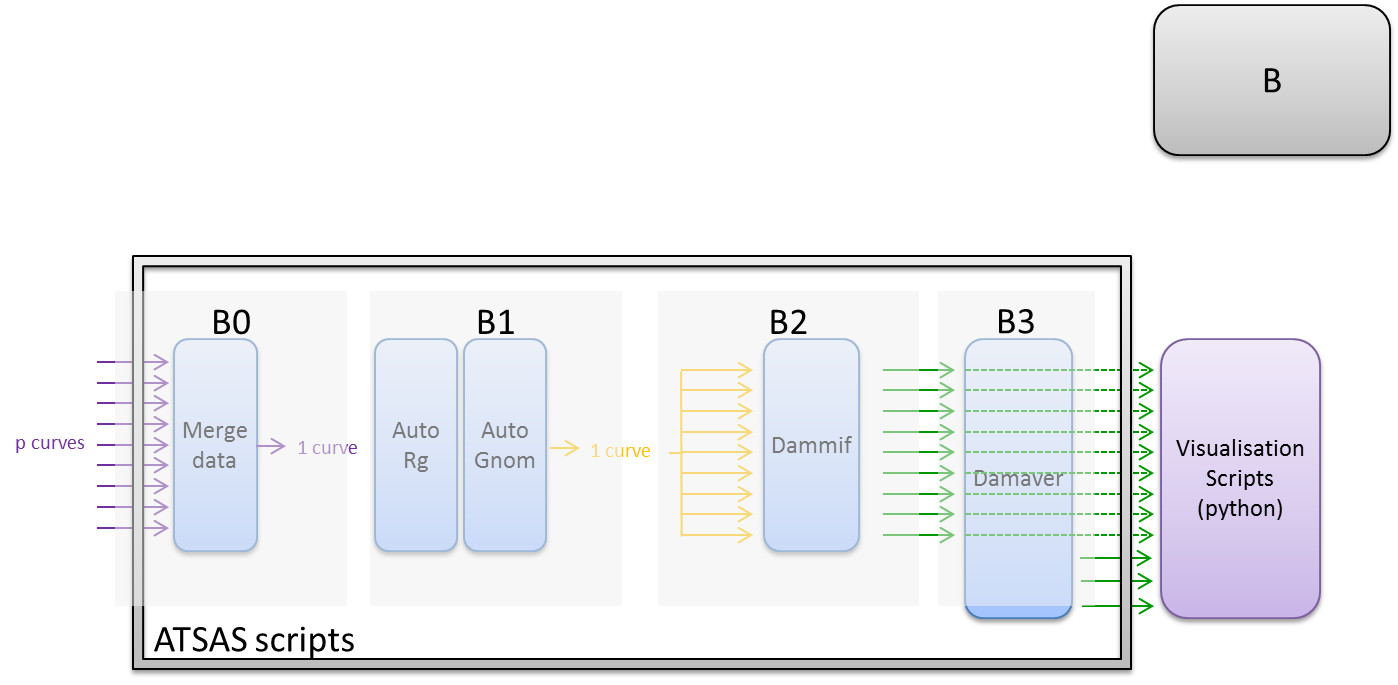 B
B0
B1
B2
B3
p curves
Merge
data
1 curve
Auto
Rg
Auto
Gnom
1 curve
Dammif
Damaver
Visualisation
Scripts
(python)
ATSAS scripts